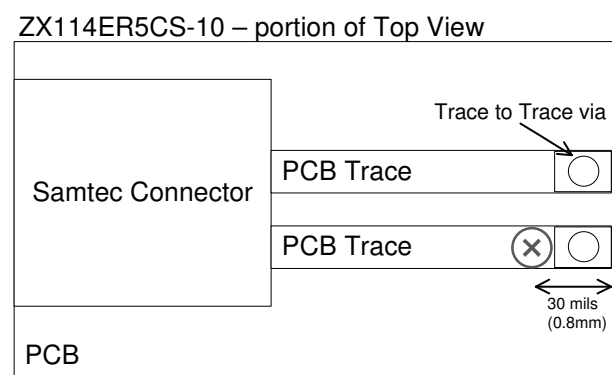 ZX114ER5CS-10 – portion of Top View
Trace to Trace via
PCB Trace
Samtec Connector
PCB Trace
30 mils
(0.8mm)
PCB